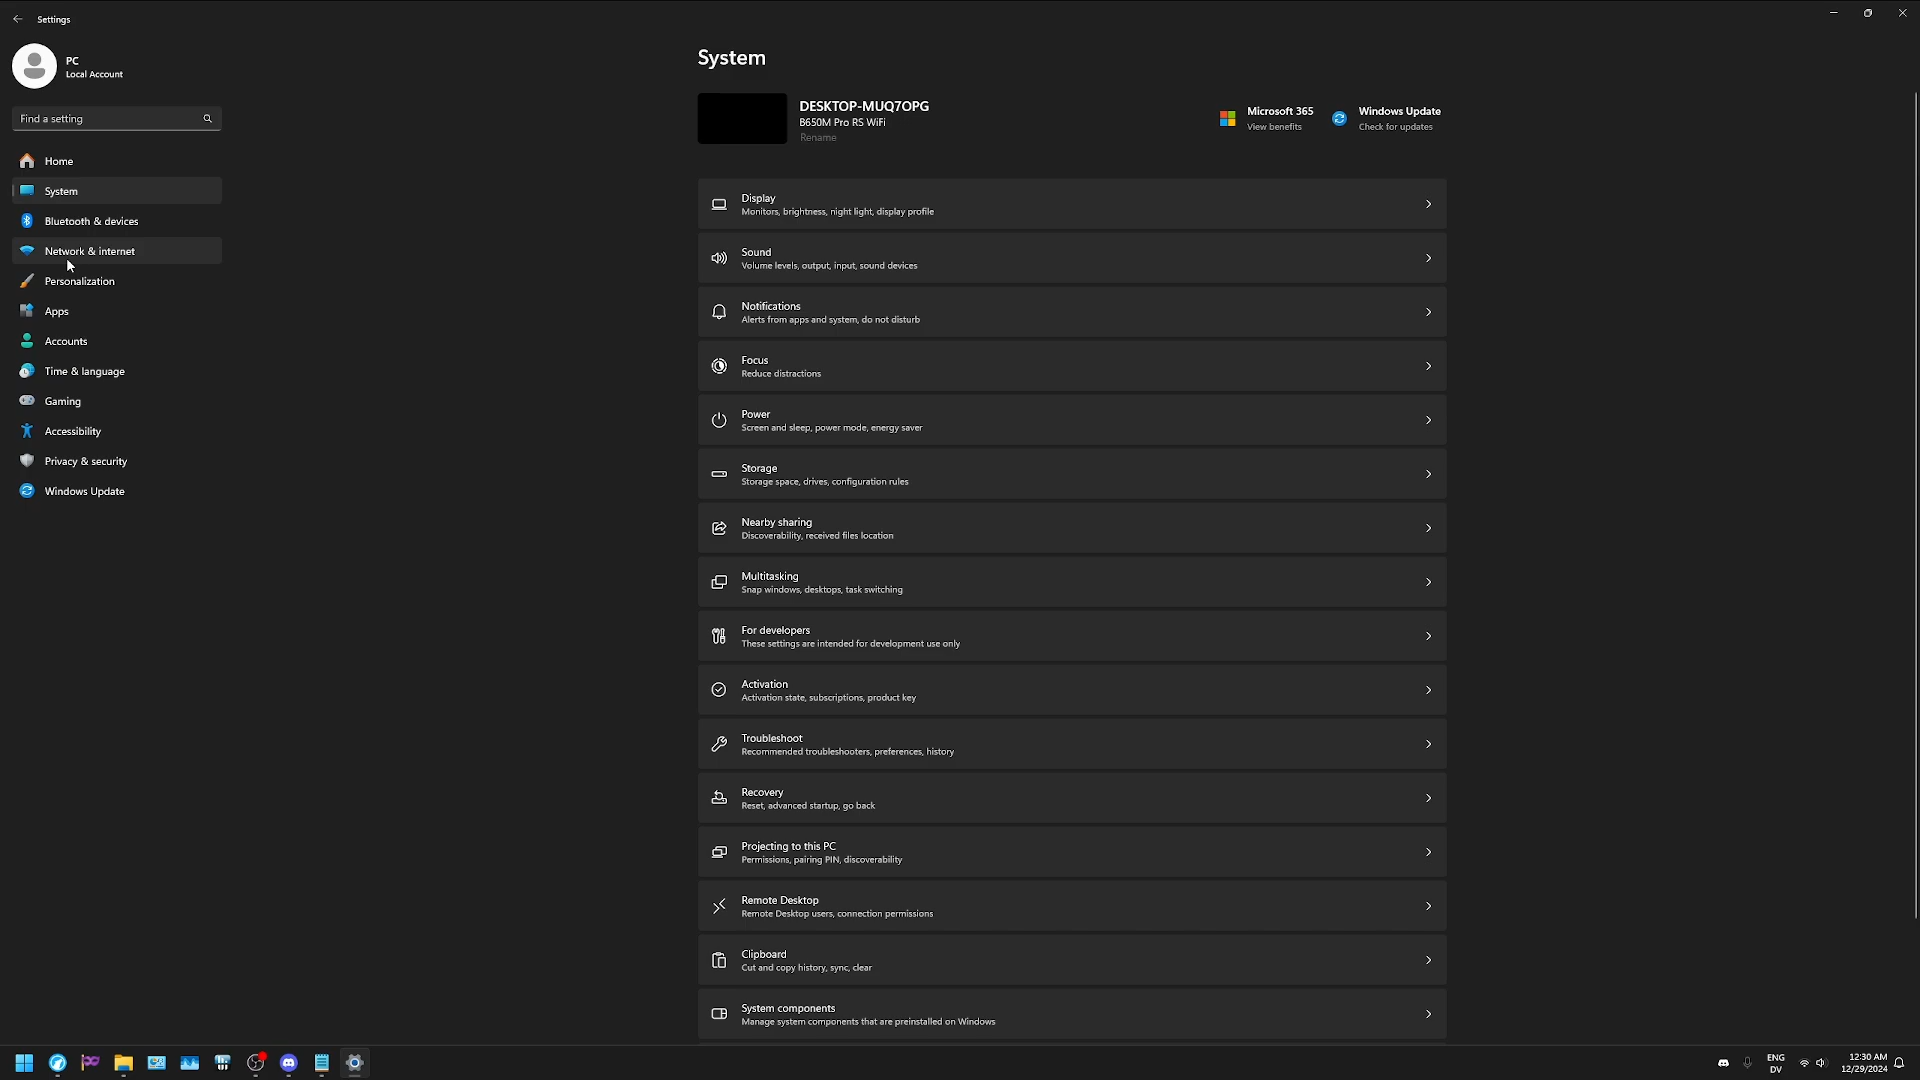 Settings
PC
Local Account
Find a setting
Home
System
Bluetooth & devices
Network & internet
Personalization
Apps
Accounts
Time & language
Gaming
Accessibility
Privacy & security
Windows Update
System
DESKTOP-MUQ7OPG
B650M Pro RS WiFi
Rename
Microsoft 365
View benefits
Windows Update
Check for updates
Display
Monitors, brightness, night light, display profile
Sound
Volume levels, output, input, sound devices
Notifications
Alerts from apps and system, do not disturb
Focus
Reduce distractions
Power
Screen and sleep, power mode, energy saver
Storage
Storage space, drives, configuration rules
Nearby sharing
Discoverability, received files location
Multitasking
Snap windows, desktops, task switching
For developers
These settings are intended for development use only
Activation
Activation state, subscriptions, product key
Troubleshoot
Recommended troubleshooters, preferences, history
Recovery
Reset, advanced startup, go back
Projecting to this PC
Permissions, pairing PIN, discoverability
Remote Desktop
Remote Desktop users, connection permissions
Clipboard
Cut and copy history, sync, clear
System components
Manage system components that are preinstalled on Windows
ENG
DV
12:30 AM
12/29/2024